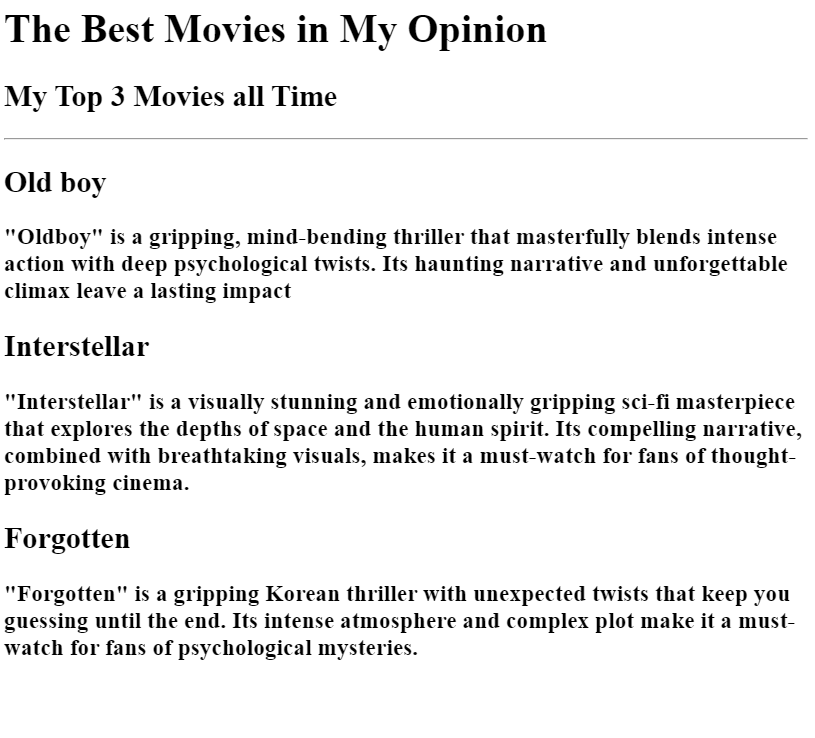 The Best Movies in My Opinion
My Top 3 Movies all Time
Old boy
"Oldboy" is a gripping, mind-bending thriller that masterfully blends intense
action with deep psychological twists. Its haunting narrative and unforgettable
climax leave a lasting impact
Interstellar
"Interstellar" is a visually stunning and emotionally gripping sci-fi masterpiece
that explores the depths of space and the human spirit. Its compelling narrative,
combined with breathtaking visuals, makes it a must-watch for fans of thought-
provoking cinema.
Forgotten
"Forgotten" is a gripping Korean thriller with unexpected twists that keep you
guessing until the end. Its intense atmosphere and complex plot make it a must-
watch for fans of psychological mysteries.